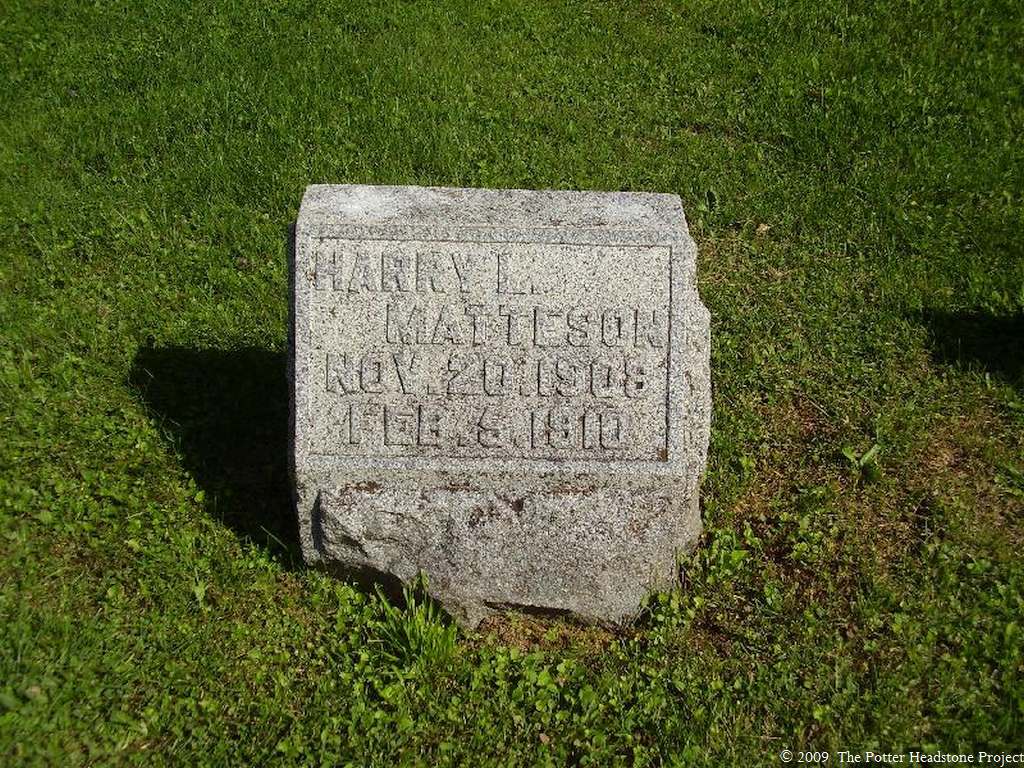 HARRY L.
MATTESON
NOV. 20. 1908
FEB. 5. 1910
© 2009 The Potter Headstone Project